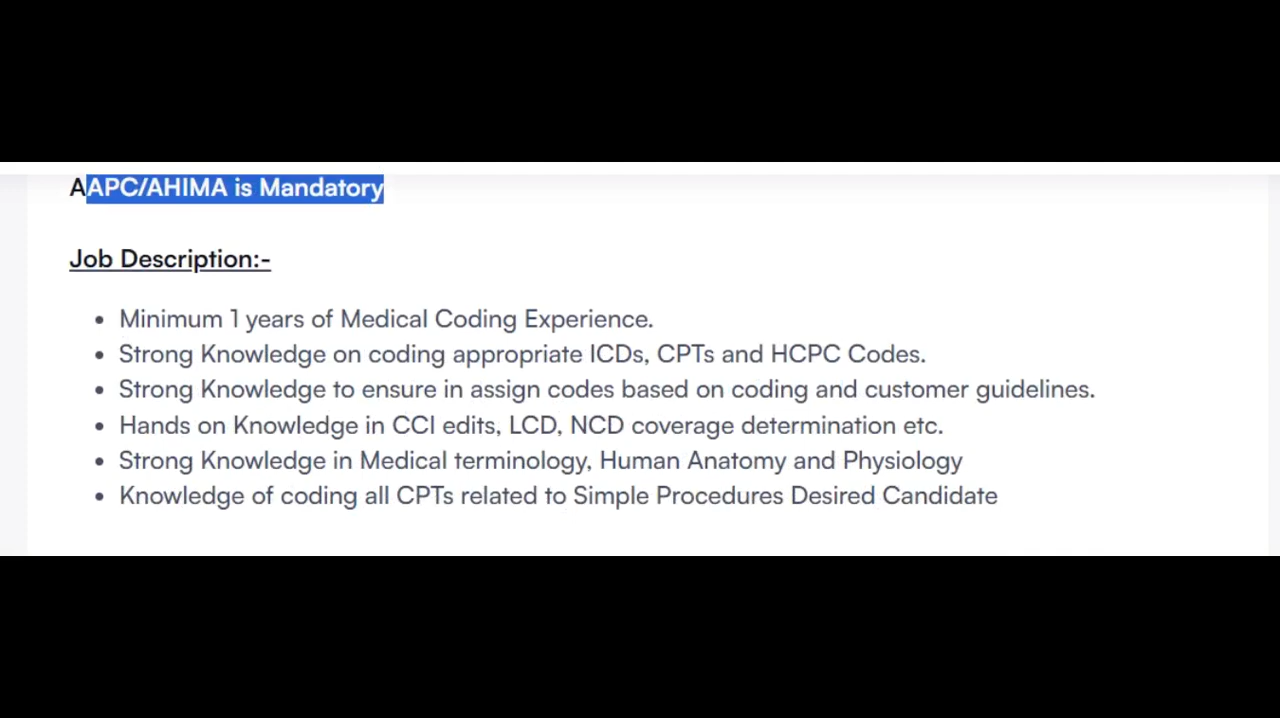 AAPC/AHIMA is Mandatory
Job Description:-
• Minimum 1 years of Medical Coding Experience.
• Strong Knowledge on coding appropriate ICDs, CPTs and HCPC Codes.
• Strong Knowledge to ensure in assign codes based on coding and customer guidelines.
• Hands on Knowledge in CCI edits, LCD, NCD coverage determination etc.
• Strong Knowledge in Medical terminology, Human Anatomy and Physiology
• Knowledge of coding all CPTs related to Simple Procedures Desired Candidate